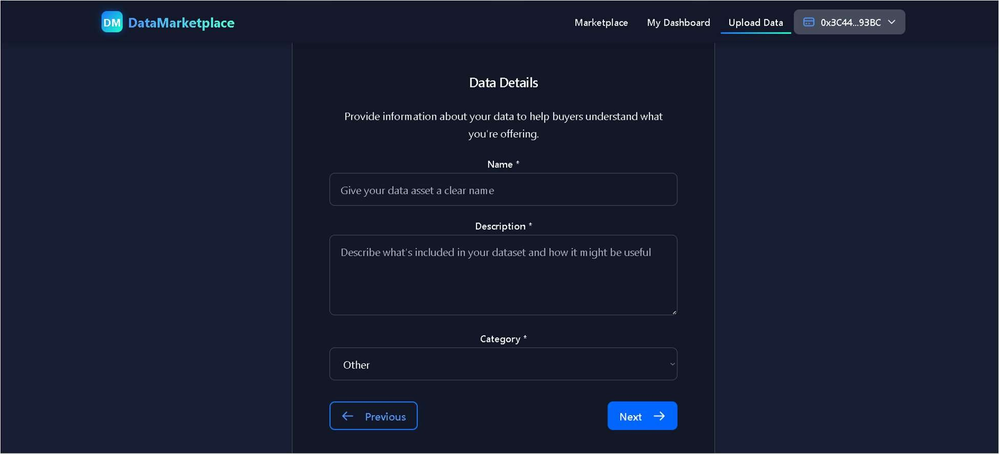 DM DataMarketplace
Marketplace My Dashboard Upload Data 0x3C44...93BC
Data Details
Provide information about your data to help buyers understand what
you're offering.
Name *
Give your data asset a clear name
Description *
Describe what's included in your dataset and how it might be useful
Category *
Other
← Previous
Next →